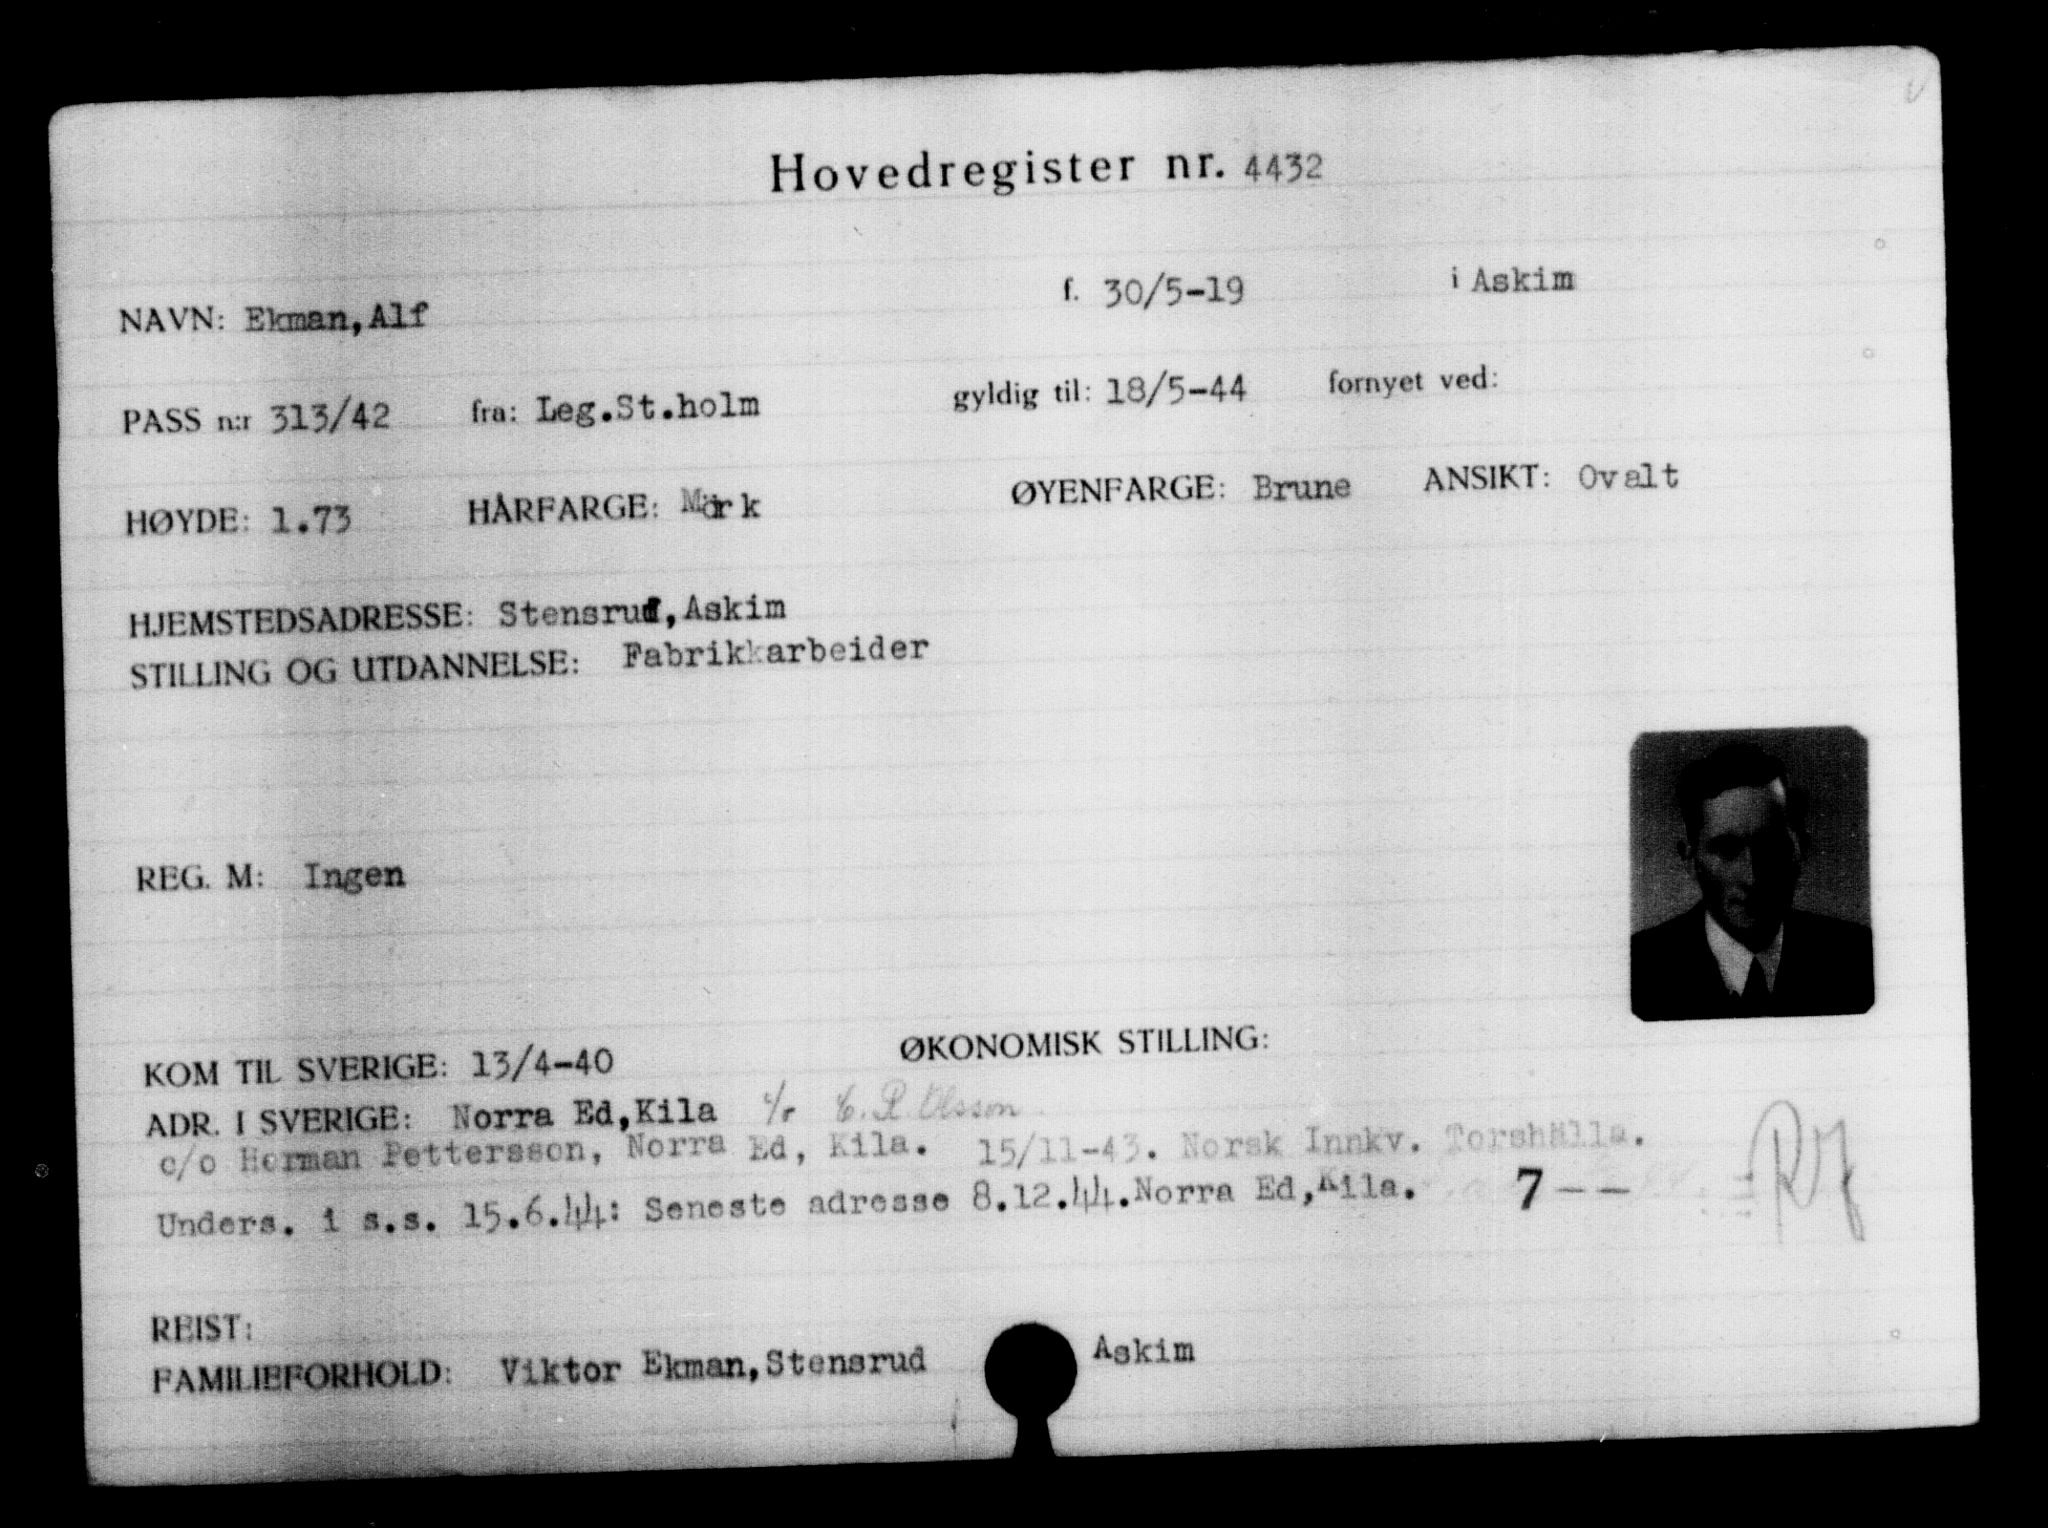 Hovedregister nr. 4432
NAVN: Ekman,Alf f. 30/5-19 i Askim
PASS n:r 313/42 fra: Leg.St.holm gyldig til: 18/5-44 fornyet ved:
HØYDE: 1.73 HÅRFARGE: Mörk ØYENFARGE: Brune ANSIKT: Ovalt
HJEMSTEDSADRESSE: Stensrud,Askim
STILLING OG UTDANNELSE: Fabrikkarbeider
REG. M: Ingen
KOM TIL SVERIGE: 13/4-40 ØKONOMISK STILLING:
ADR. I SVERIGE: Norra Ed,Kila Olsson
c/o Herman Pettersson, Norra Ed, Kila. 15/11-43. Norsk Innkv. Torshälla.
Unders. i s.s. 15.6.44: Seneste adresse 8.12.44.Norra Ed,Kila. 7--
REIST:
FAMILIEFORHOLD: Viktor Ekman,Stensrud Askim